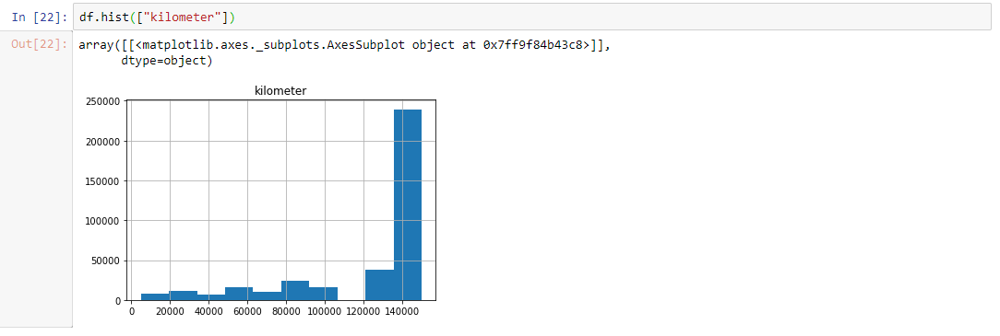 In [22]: df.hist(["kilometer"])
Out[22]: array([[<matplotlib.axes._subplots.AxesSubplot object at 0x7ff9f84b43c8>]],
dtype=object)
kilometer
250000
200000
150000
100000
50000
0
0 20000 40000 60000 80000 100000 120000 140000